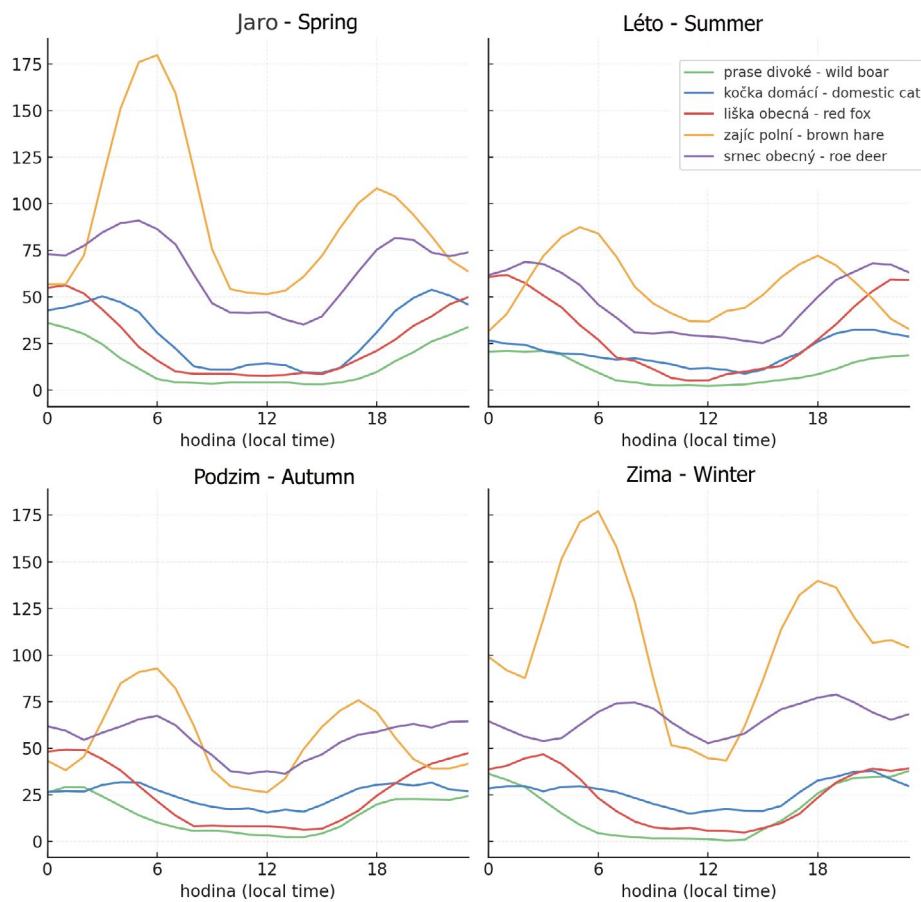 Jaro - Spring
175
150
125
100
75
50
25
0
0
6
12
18
hodina (local time)
Léto - Summer
prase divoké - wild boar
kočka domácí - domestic cat
liška obecná - red fox
zajíc polní - brown hare
srnec obecný - roe deer
0
6
12
18
hodina (local time)
Podzim - Autumn
175
150
125
100
75
50
25
0
0
6
12
18
hodina (local time)
Zima - Winter
0
6
12
18
hodina (local time)